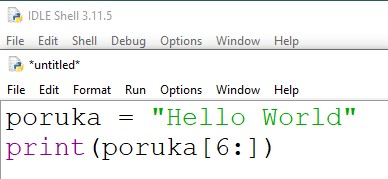 IDLE Shell 3.11.5
File Edit Shell Debug Options Window Help
*untitled*
File Edit Format Run Options Window Help
poruka = "Hello World"
print(poruka[6:])